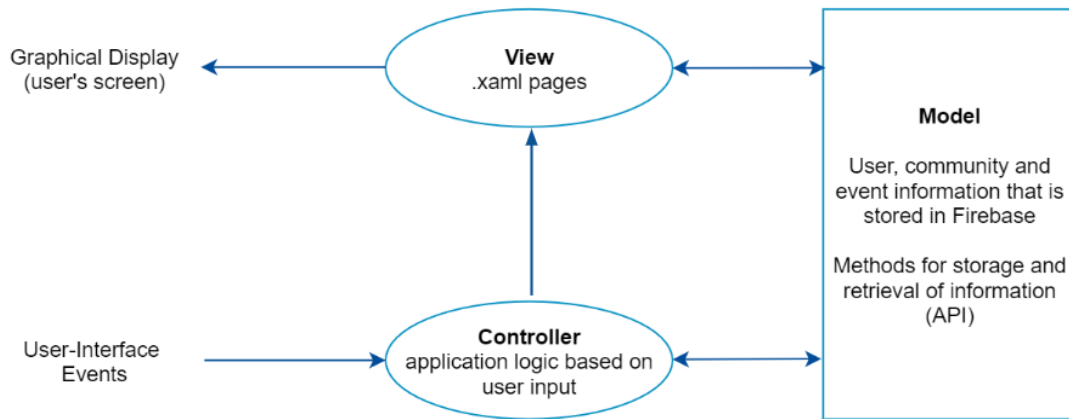 Graphical Display
(user's screen)
View
.xaml pages
Model
User, community and
event information that is
stored in Firebase
Methods for storage and
retrieval of information
(API)
User-Interface
Events
Controller
application logic based on
user input